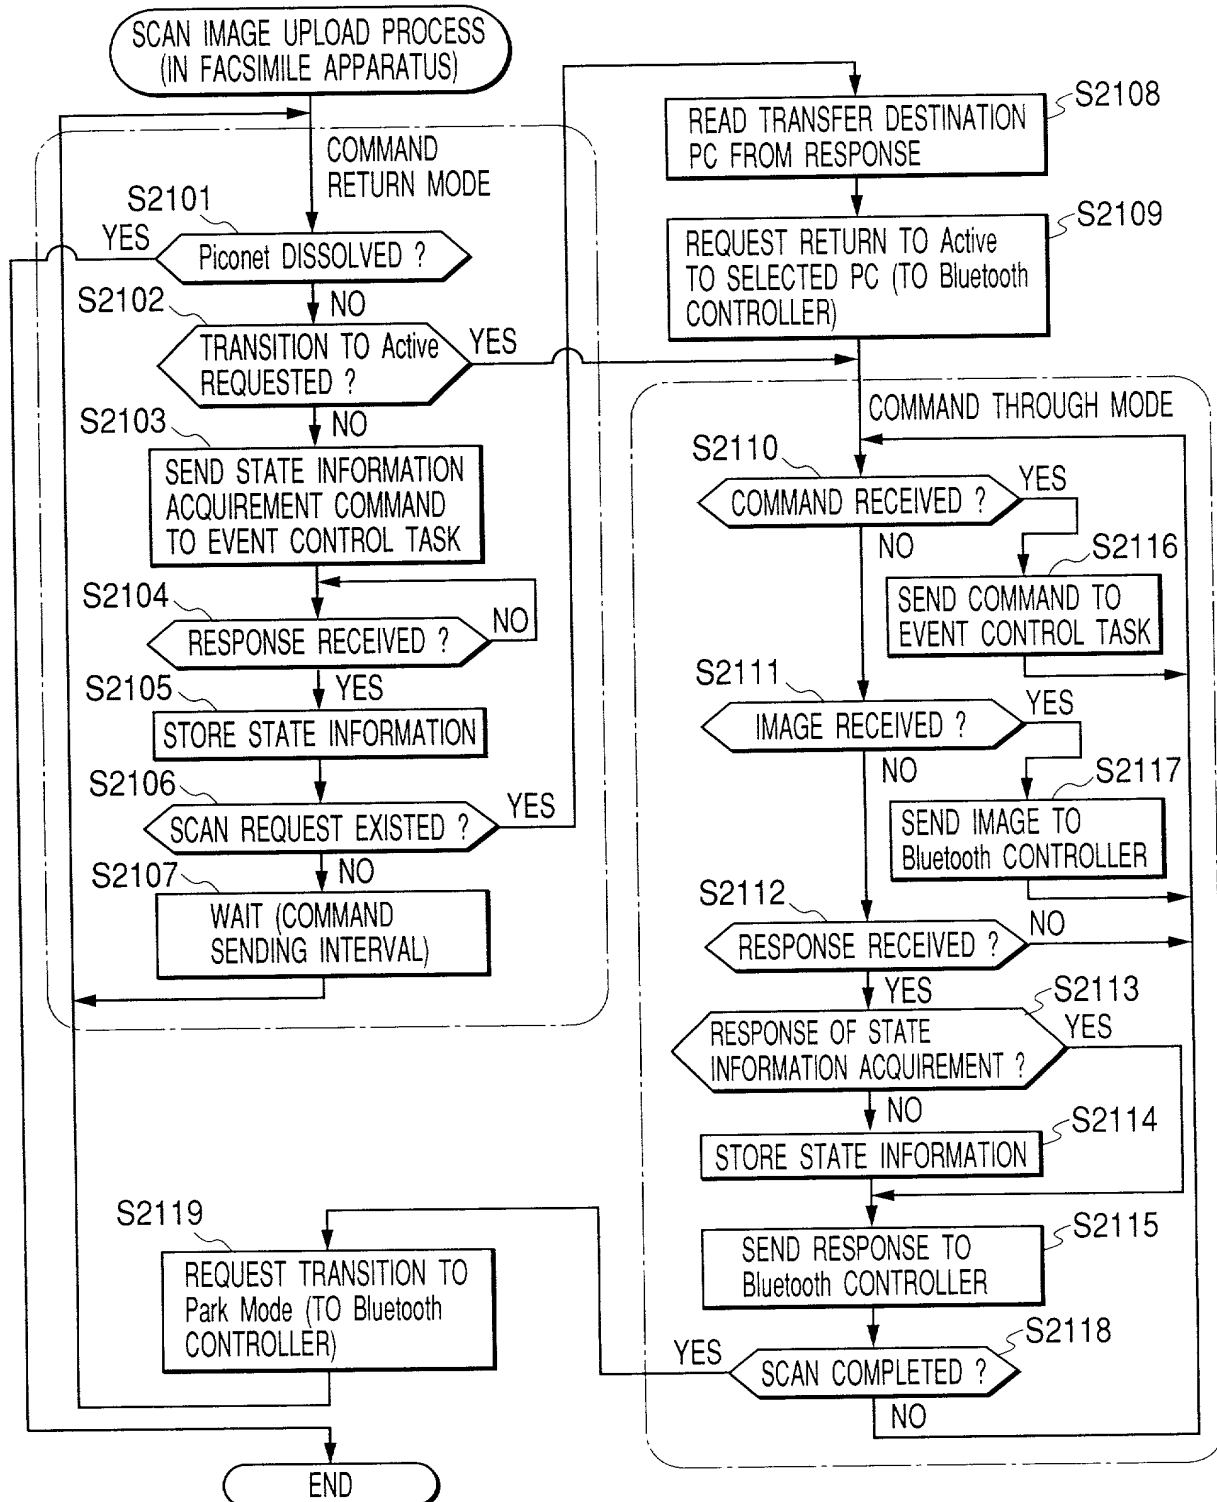 SCAN IMAGE UPLOAD PROCESS
(IN FACSIMILE APPARATUS)
COMMAND
RETURN MODE
S2101
YES
Piconet DISSOLVED ?
NO
S2102
TRANSITION TO Active
REQUESTED ?
YES
NO
S2103
SEND STATE INFORMATION
ACQUIREMENT COMMAND
TO EVENT CONTROL TASK
S2104
RESPONSE RECEIVED ?
NO
YES
S2105
STORE STATE INFORMATION
S2106
SCAN REQUEST EXISTED ?
YES
NO
S2107
WAIT (COMMAND
SENDING INTERVAL)
S2108
READ TRANSFER DESTINATION
PC FROM RESPONSE
S2109
REQUEST RETURN TO Active
TO SELECTED PC (TO Bluetooth
CONTROLLER)
COMMAND THROUGH MODE
S2110
COMMAND RECEIVED ?
YES
NO
S2116
SEND COMMAND TO
EVENT CONTROL TASK
S2111
IMAGE RECEIVED ?
YES
NO
S2117
SEND IMAGE TO
Bluetooth CONTROLLER
S2112
RESPONSE RECEIVED ?
NO
YES
S2113
RESPONSE OF STATE
INFORMATION ACQUIREMENT ?
YES
NO
S2114
STORE STATE INFORMATION
S2115
SEND RESPONSE TO
Bluetooth CONTROLLER
S2118
SCAN COMPLETED ?
YES
NO
S2119
REQUEST TRANSITION TO
Park Mode (TO Bluetooth
CONTROLLER)
END